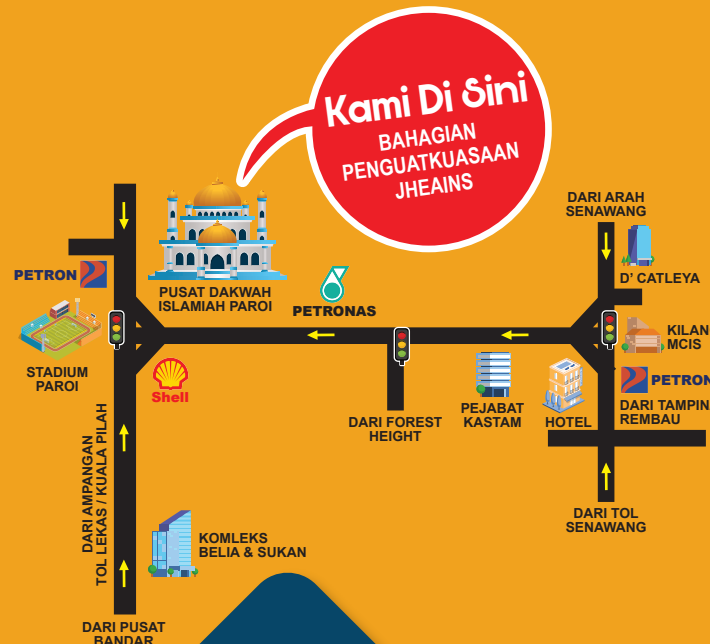 Kami Di Sini
BAHAGIAN
PENGUATKUASAAN
JHEAINS
DARI ARAH
SENAWANG
D' CATLEYA
PETRON
PUSAT DAKWAH
ISLAMIAH PAROI
PETRONAS
KILAN
MCIS
STADIUM
PAROI
Shell
PETRON
DARI FOREST
HEIGHT
PEJABAT
KASTAM
HOTEL
DARI TAMPIN
REMBAU
DARI AMPANGAN
TOL LEKAS / KUALA PILAH
DARI TOL
SENAWANG
KOMLEKS
BELIA & SUKAN
DARI PUSAT
BANDAR